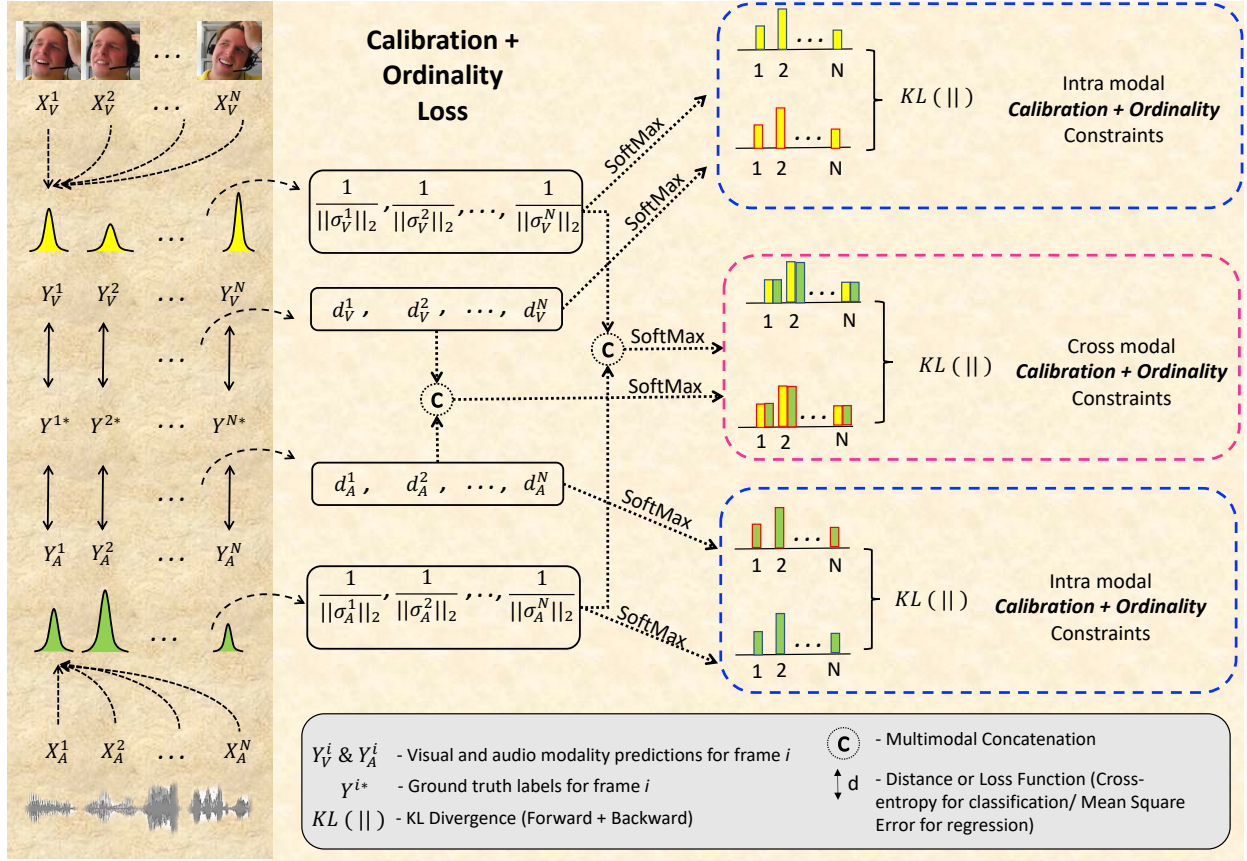 Calibration +
Ordinality
Loss
. . .
X_V^1 X_V^2 . . . X_V^N
. . .
Y_V^1 Y_V^2 . . . Y_V^N
. . .
Y^{1*} Y^{2*} . . . Y^{N*}
. . .
Y_A^1 Y_A^2 . . . Y_A^N
. . .
X_A^1 X_A^2 . . . X_A^N
1/||σ_V^1||_2 , 1/||σ_V^2||_2 , . . . , 1/||σ_V^N||_2
d_V^1 , d_V^2 , . . . , d_V^N
C
C
d_A^1 , d_A^2 , . . . , d_A^N
1/||σ_A^1||_2 , 1/||σ_A^2||_2 , . . , 1/||σ_A^N||_2
SoftMax
SoftMax
SoftMax
SoftMax
SoftMax
SoftMax
. . .
1 2 N
. . .
1 2 N
KL ( || )
Intra modal
Calibration + Ordinality
Constraints
. . .
1 2 N
. . .
1 2 N
KL ( || )
Cross modal
Calibration + Ordinality
Constraints
. . .
1 2 N
. . .
1 2 N
KL ( || )
Intra modal
Calibration + Ordinality
Constraints
Y_V^i & Y_A^i - Visual and audio modality predictions for frame i
Y^{i*} - Ground truth labels for frame i
KL ( || ) - KL Divergence (Forward + Backward)
C - Multimodal Concatenation
d - Distance or Loss Function (Cross-
entropy for classification/ Mean Square
Error for regression)